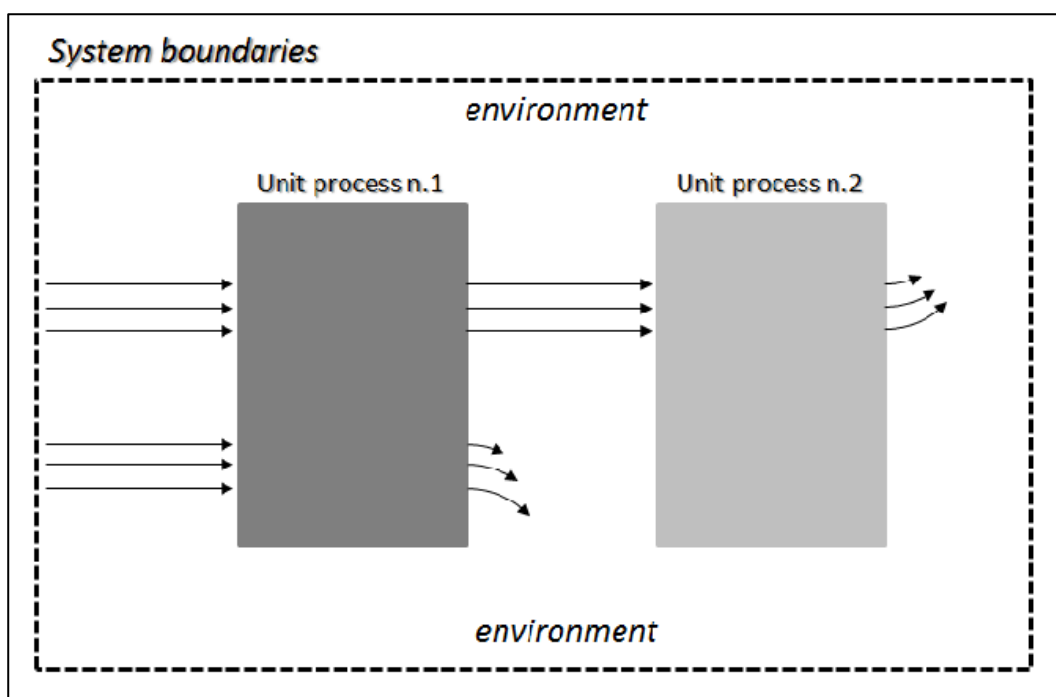 System boundaries
environment
Unit process n.1
Unit process n.2
environment